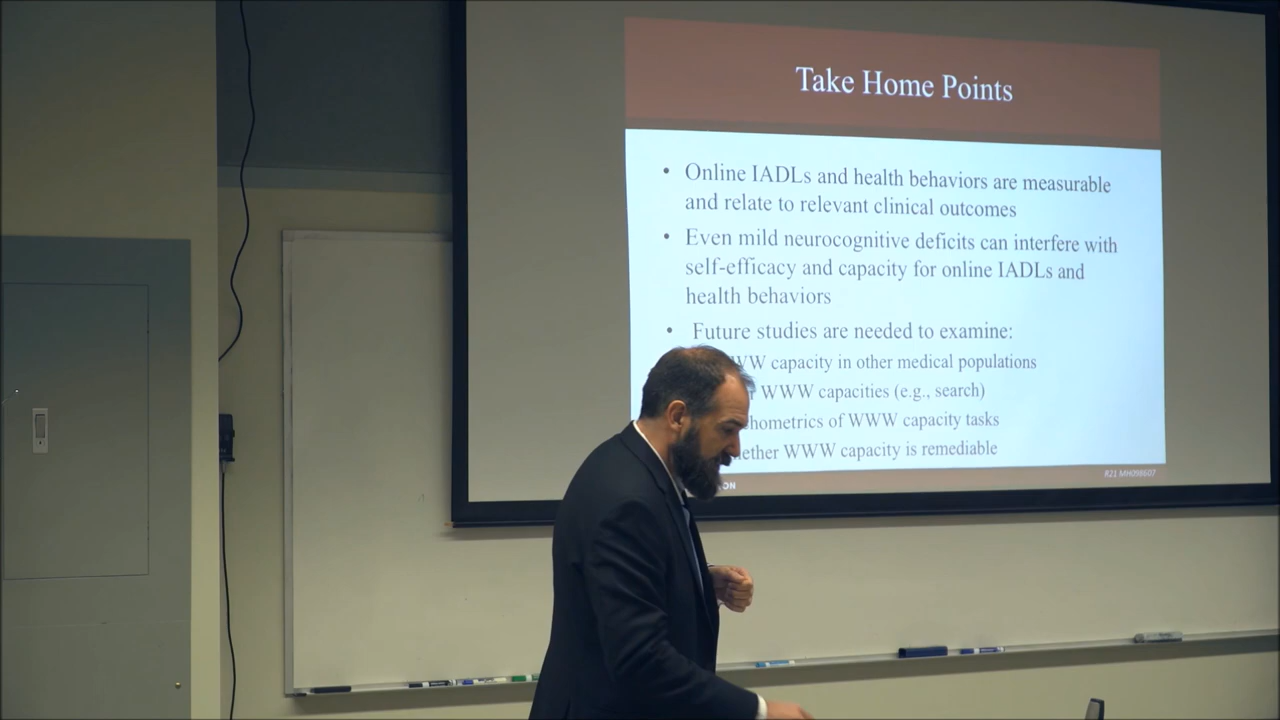 Take Home Points
• Online IADLs and health behaviors are measurable
and relate to relevant clinical outcomes
• Even mild neurocognitive deficits can interfere with
self-efficacy and capacity for online IADLs and
health behaviors
• Future studies are needed to examine:
capacity in other medical populations
WWW capacities (e.g., search)
of WWW capacity tasks
WWW capacity is remediable
R21 MH098607